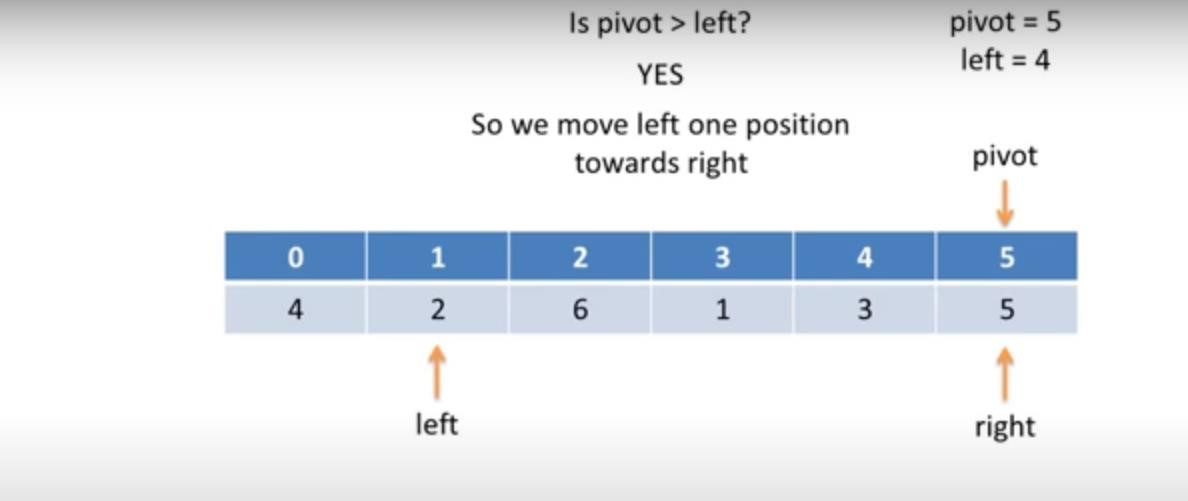 Is pivot > left?
YES
So we move left one position
towards right
pivot = 5
left = 4
pivot
0 1 2 3 4 5
4 2 6 1 3 5
left
right